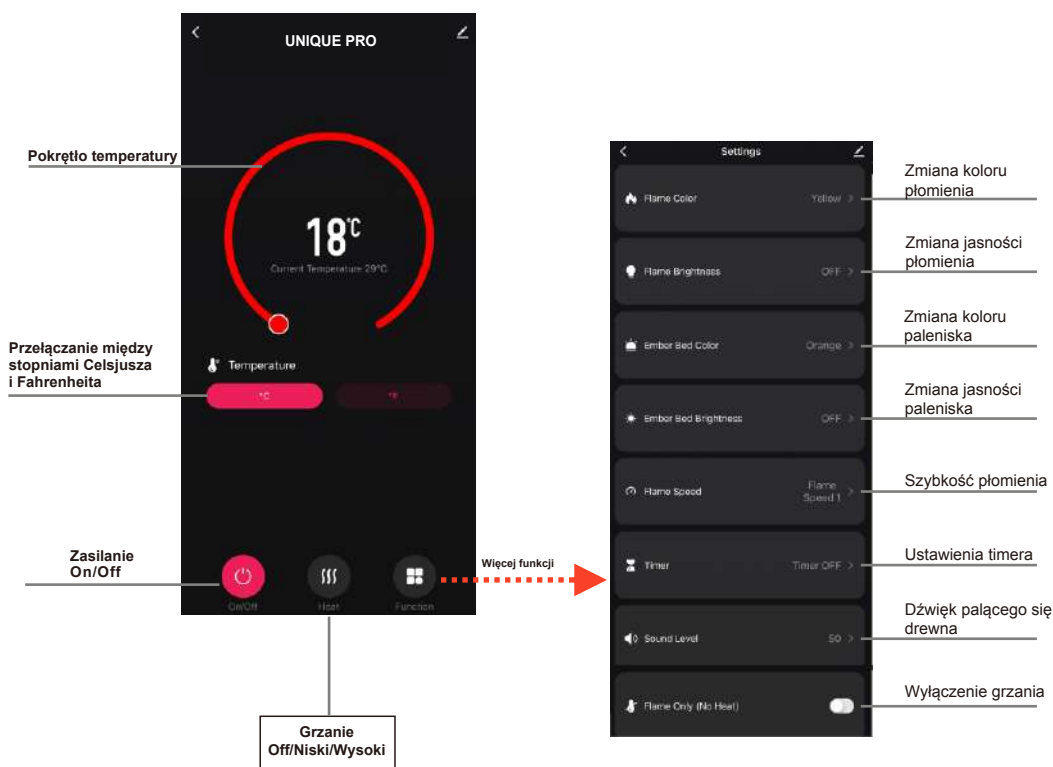 UNIQUE PRO
Pokrętło temperatury
18°C
Current Temperature 29°C
Przełączanie między
stopniami Celsjusza
i Fahrenheita
Temperature
°C
°F
Zasilanie
On/Off
On/Off
Heat
Function
Więcej funkcji
Grzanie
Off/Niski/Wysoki
Settings
Flame Color
Yellow
Zmiana koloru
płomienia
Flame Brightness
OFF
Zmiana jasności
płomienia
Ember Bed Color
Orange
Zmiana koloru
paleniska
Ember Bed Brightness
OFF
Zmiana jasności
paleniska
Flame Speed
Flame
Speed 1
Szybkość płomienia
Timer
Timer OFF
Ustawienia timera
Sound Level
S0
Dźwięk palącego się
drewna
Flame Only (No Heat)
Wyłączenie grzania